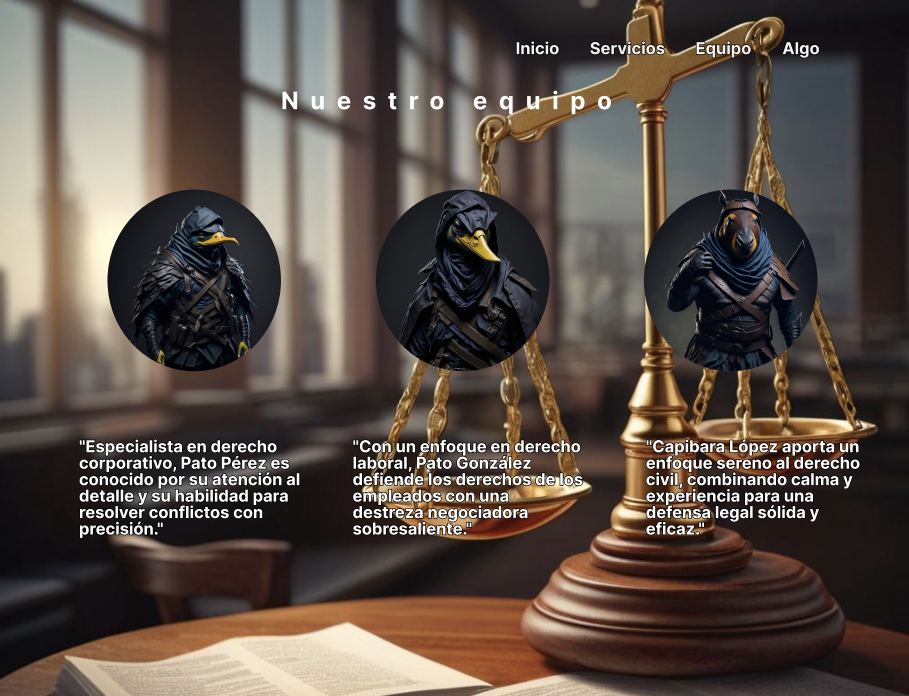 Inicio Servicios Equipo Algo
Nuestro equipo
"Especialista en derecho
corporativo, Pato Pérez es
conocido por su atención al
detalle y su habilidad para
resolver conflictos con
precisión."
"Con un enfoque en derecho
laboral, Pato González
defiende los derechos de los
empleados con una
destreza negociadora
sobresaliente."
"Capibara López aporta un
enfoque sereno al derecho
civil, combinando calma y
experiencia para una
defensa legal sólida y
eficaz."